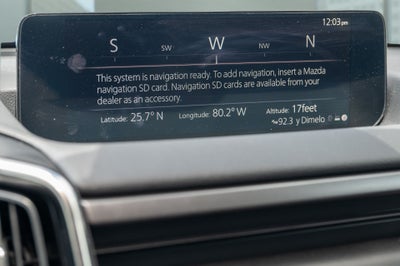 12:03pm
S SW W NW N
This system is navigation ready. To add navigation, insert a Mazda
navigation SD card. Navigation SD cards are available from your
dealer as an accessory.
Latitude: 25.7° N Longitude: 80.2° W Altitude: 17feet
92.3 y Dímelo